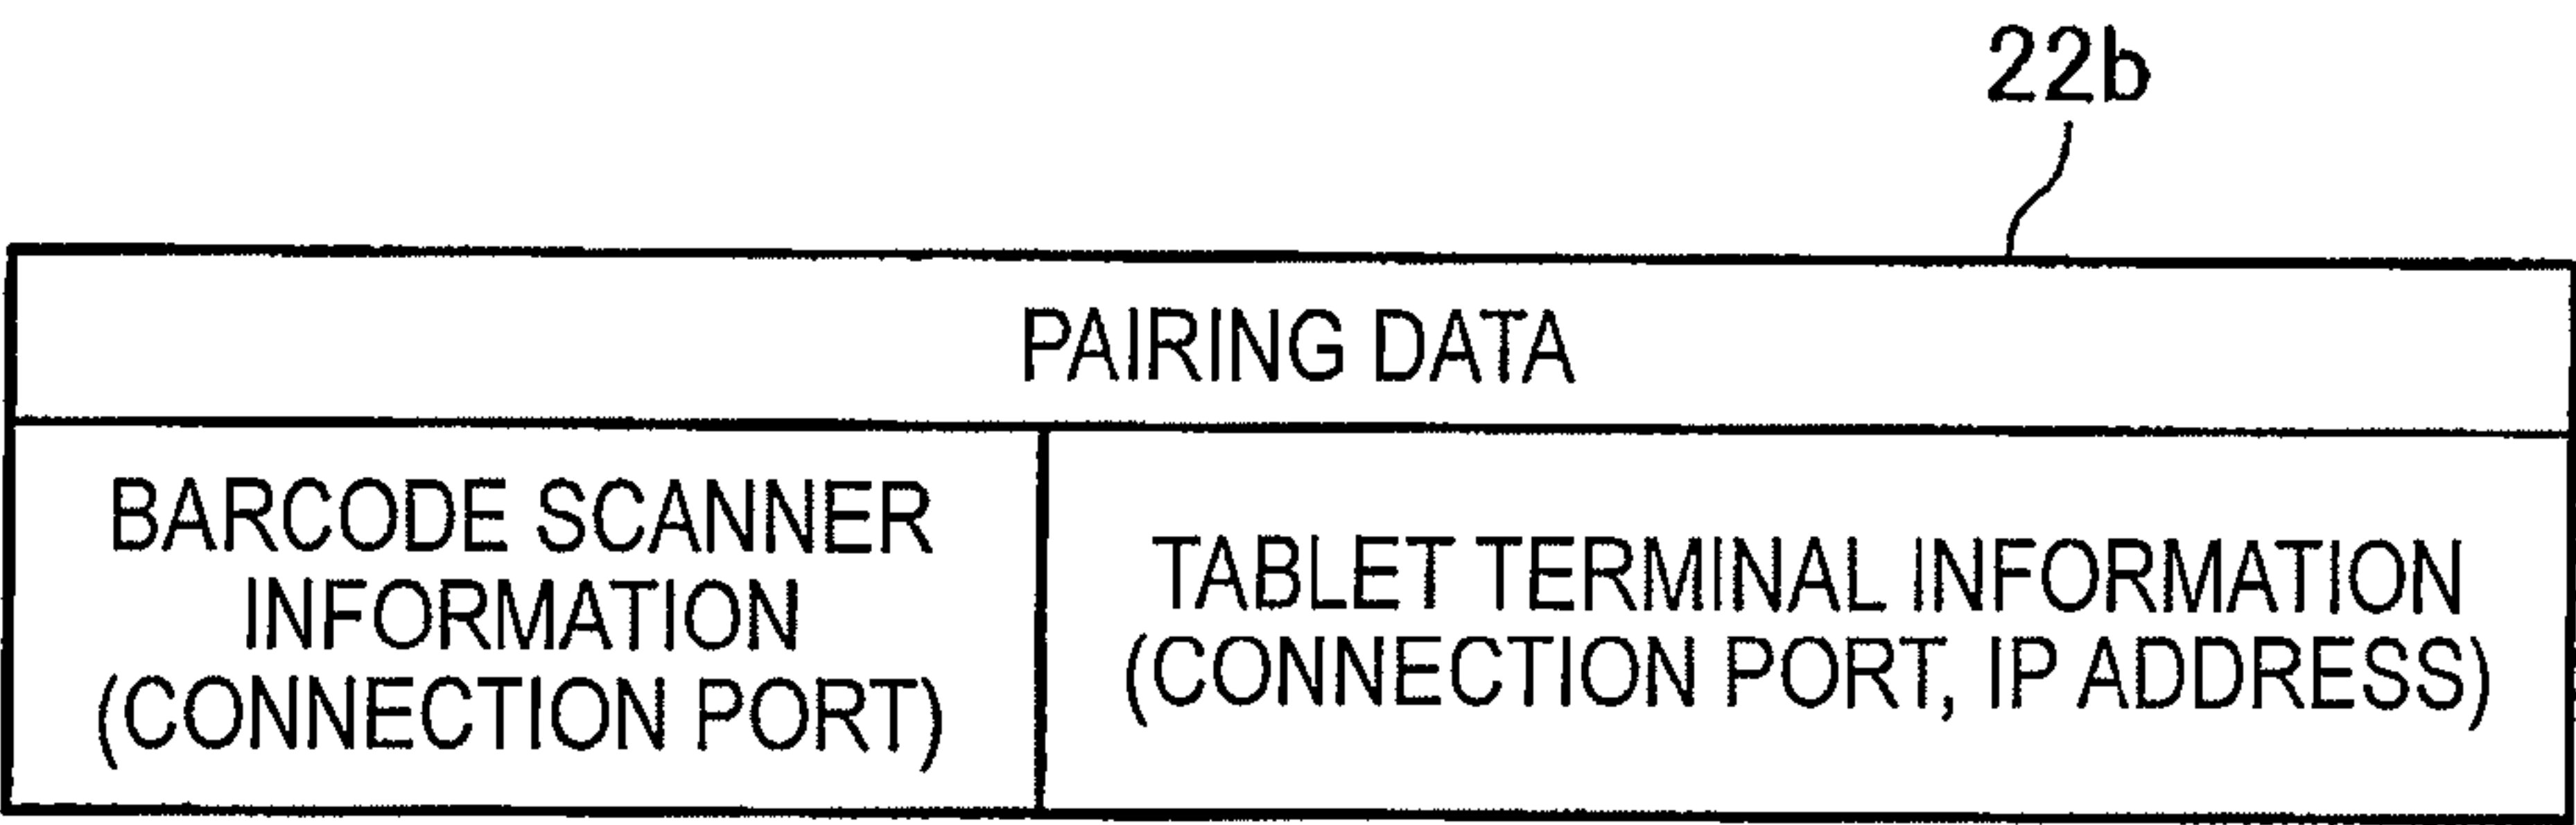 22b
PAIRING DATA
BARCODE SCANNER
INFORMATION
(CONNECTION PORT)
TABLET TERMINAL INFORMATION
(CONNECTION PORT, IP ADDRESS)